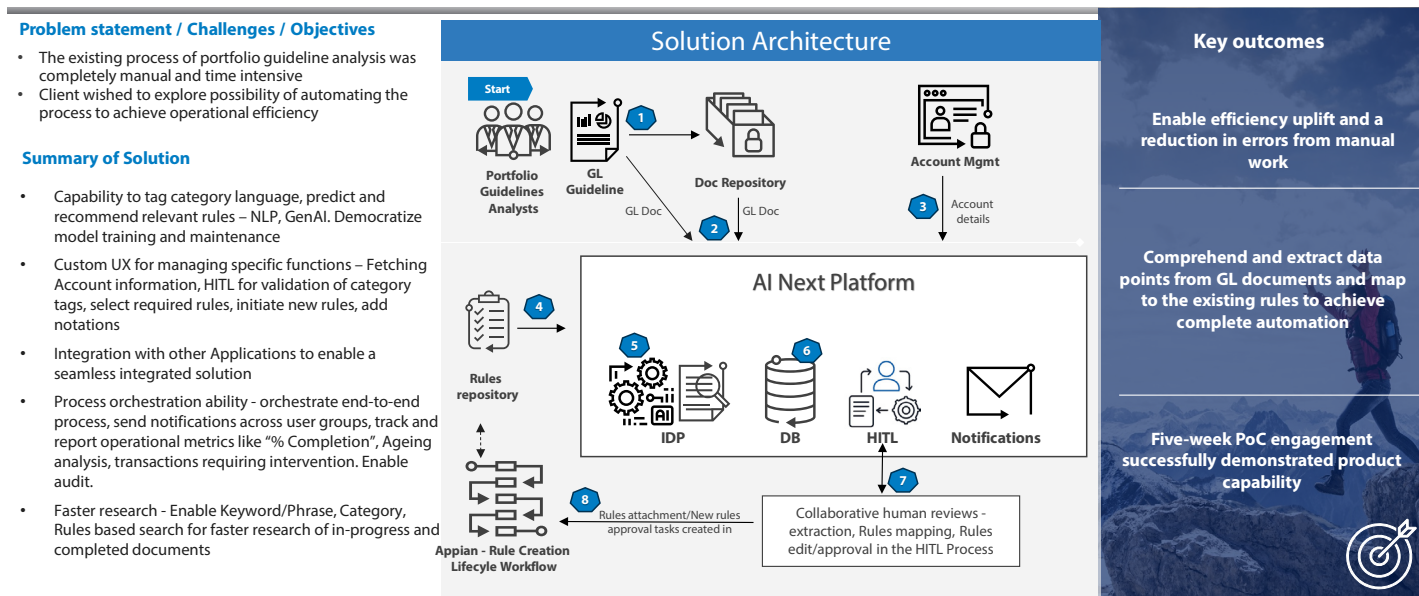 Problem statement / Challenges / Objectives
• The existing process of portfolio guideline analysis was
completely manual and time intensive
• Client wished to explore possibility of automating the
process to achieve operational efficiency
Summary of Solution
• Capability to tag category language, predict and
recommend relevant rules – NLP, GenAI. Democratize
model training and maintenance
• Custom UX for managing specific functions – Fetching
Account information, HITL for validation of category
tags, select required rules, initiate new rules, add
notations
• Integration with other Applications to enable a
seamless integrated solution
• Process orchestration ability - orchestrate end-to-end
process, send notifications across user groups, track and
report operational metrics like “% Completion”, Ageing
analysis, transactions requiring intervention. Enable
audit.
• Faster research - Enable Keyword/Phrase, Category,
Rules based search for faster research of in-progress and
completed documents
Solution Architecture
Start
Portfolio
Guidelines
Analysts
GL
Guideline
1
Doc Repository
Account Mgmt
GL Doc
2
GL Doc
3
Account
details
AI Next Platform
Rules
repository
4
5
AI
IDP
6
DB
HITL
Notifications
7
Collaborative human reviews -
extraction, Rules mapping, Rules
edit/approval in the HITL Process
8
Rules attachment/New rules
approval tasks created in
Appian - Rule Creation
Lifecyle Workflow
Key outcomes
Enable efficiency uplift and a
reduction in errors from manual
work
Comprehend and extract data
points from GL documents and map
to the existing rules to achieve
complete automation
Five-week PoC engagement
successfully demonstrated product
capability